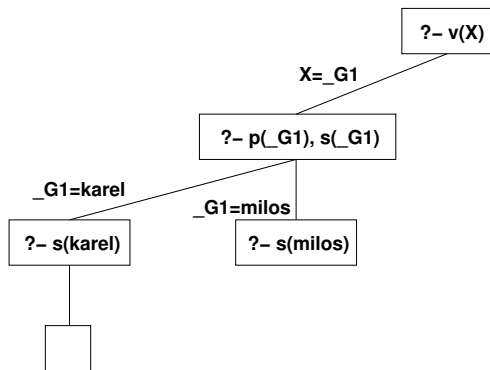 ?– v(X)
X=_G1
?– p(_G1), s(_G1)
_G1=karel
_G1=milos
?– s(karel)
?– s(milos)